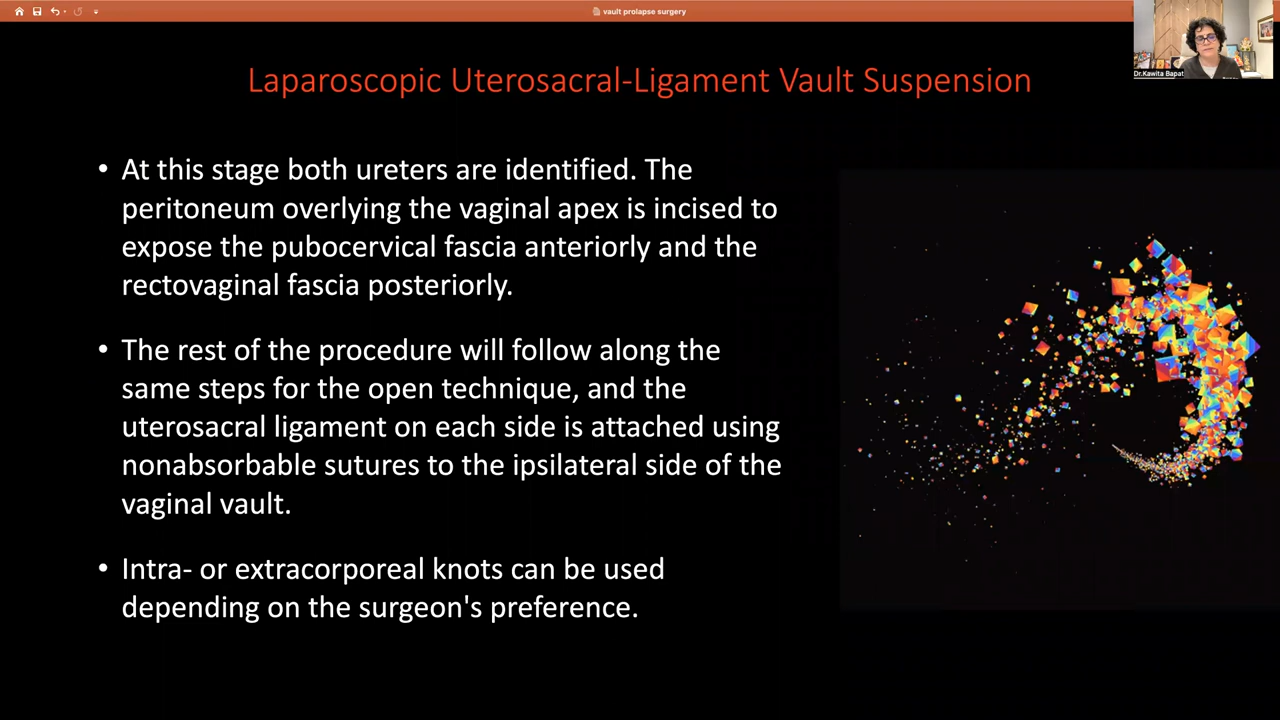 vault prolapse surgery
Dr.Kawita Bapat
Laparoscopic Uterosacral-Ligament Vault Suspension
• At this stage both ureters are identified. The
peritoneum overlying the vaginal apex is incised to
expose the pubocervical fascia anteriorly and the
rectovaginal fascia posteriorly.
• The rest of the procedure will follow along the
same steps for the open technique, and the
uterosacral ligament on each side is attached using
nonabsorbable sutures to the ipsilateral side of the
vaginal vault.
• Intra- or extracorporeal knots can be used
depending on the surgeon's preference.